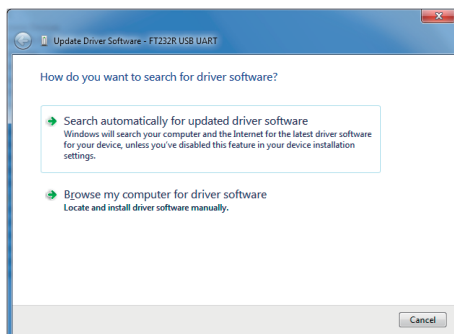 Update Driver Software - FT232R USB UART
How do you want to search for driver software?
Search automatically for updated driver software
Windows will search your computer and the Internet for the latest driver software
for your device, unless you've disabled this feature in your device installation
settings.
Browse my computer for driver software
Locate and install driver software manually.
Cancel